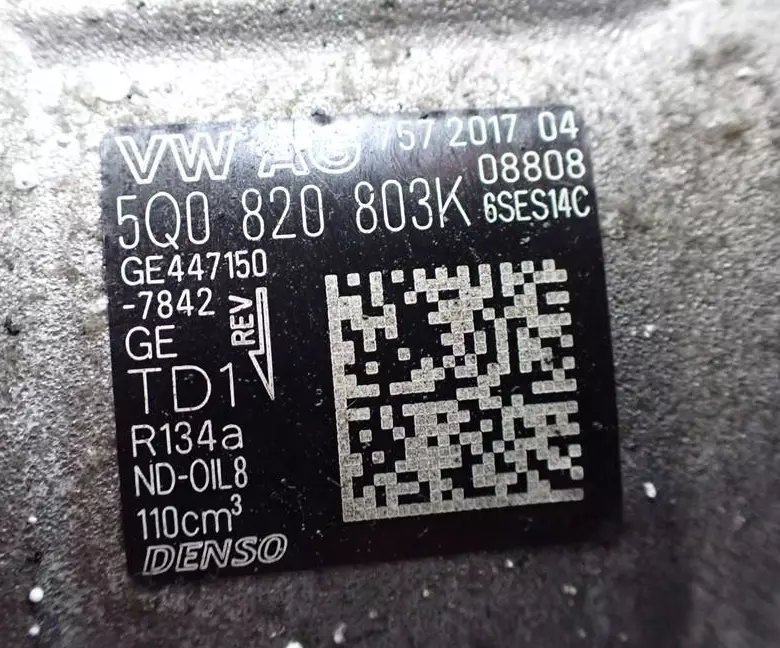 VW AG 757 2017 04
08808
5Q0 820 803K 6SES14C
GE447150
-7842
REV
GE
TD1
R134a
ND-OIL8
110cm³
DENSO